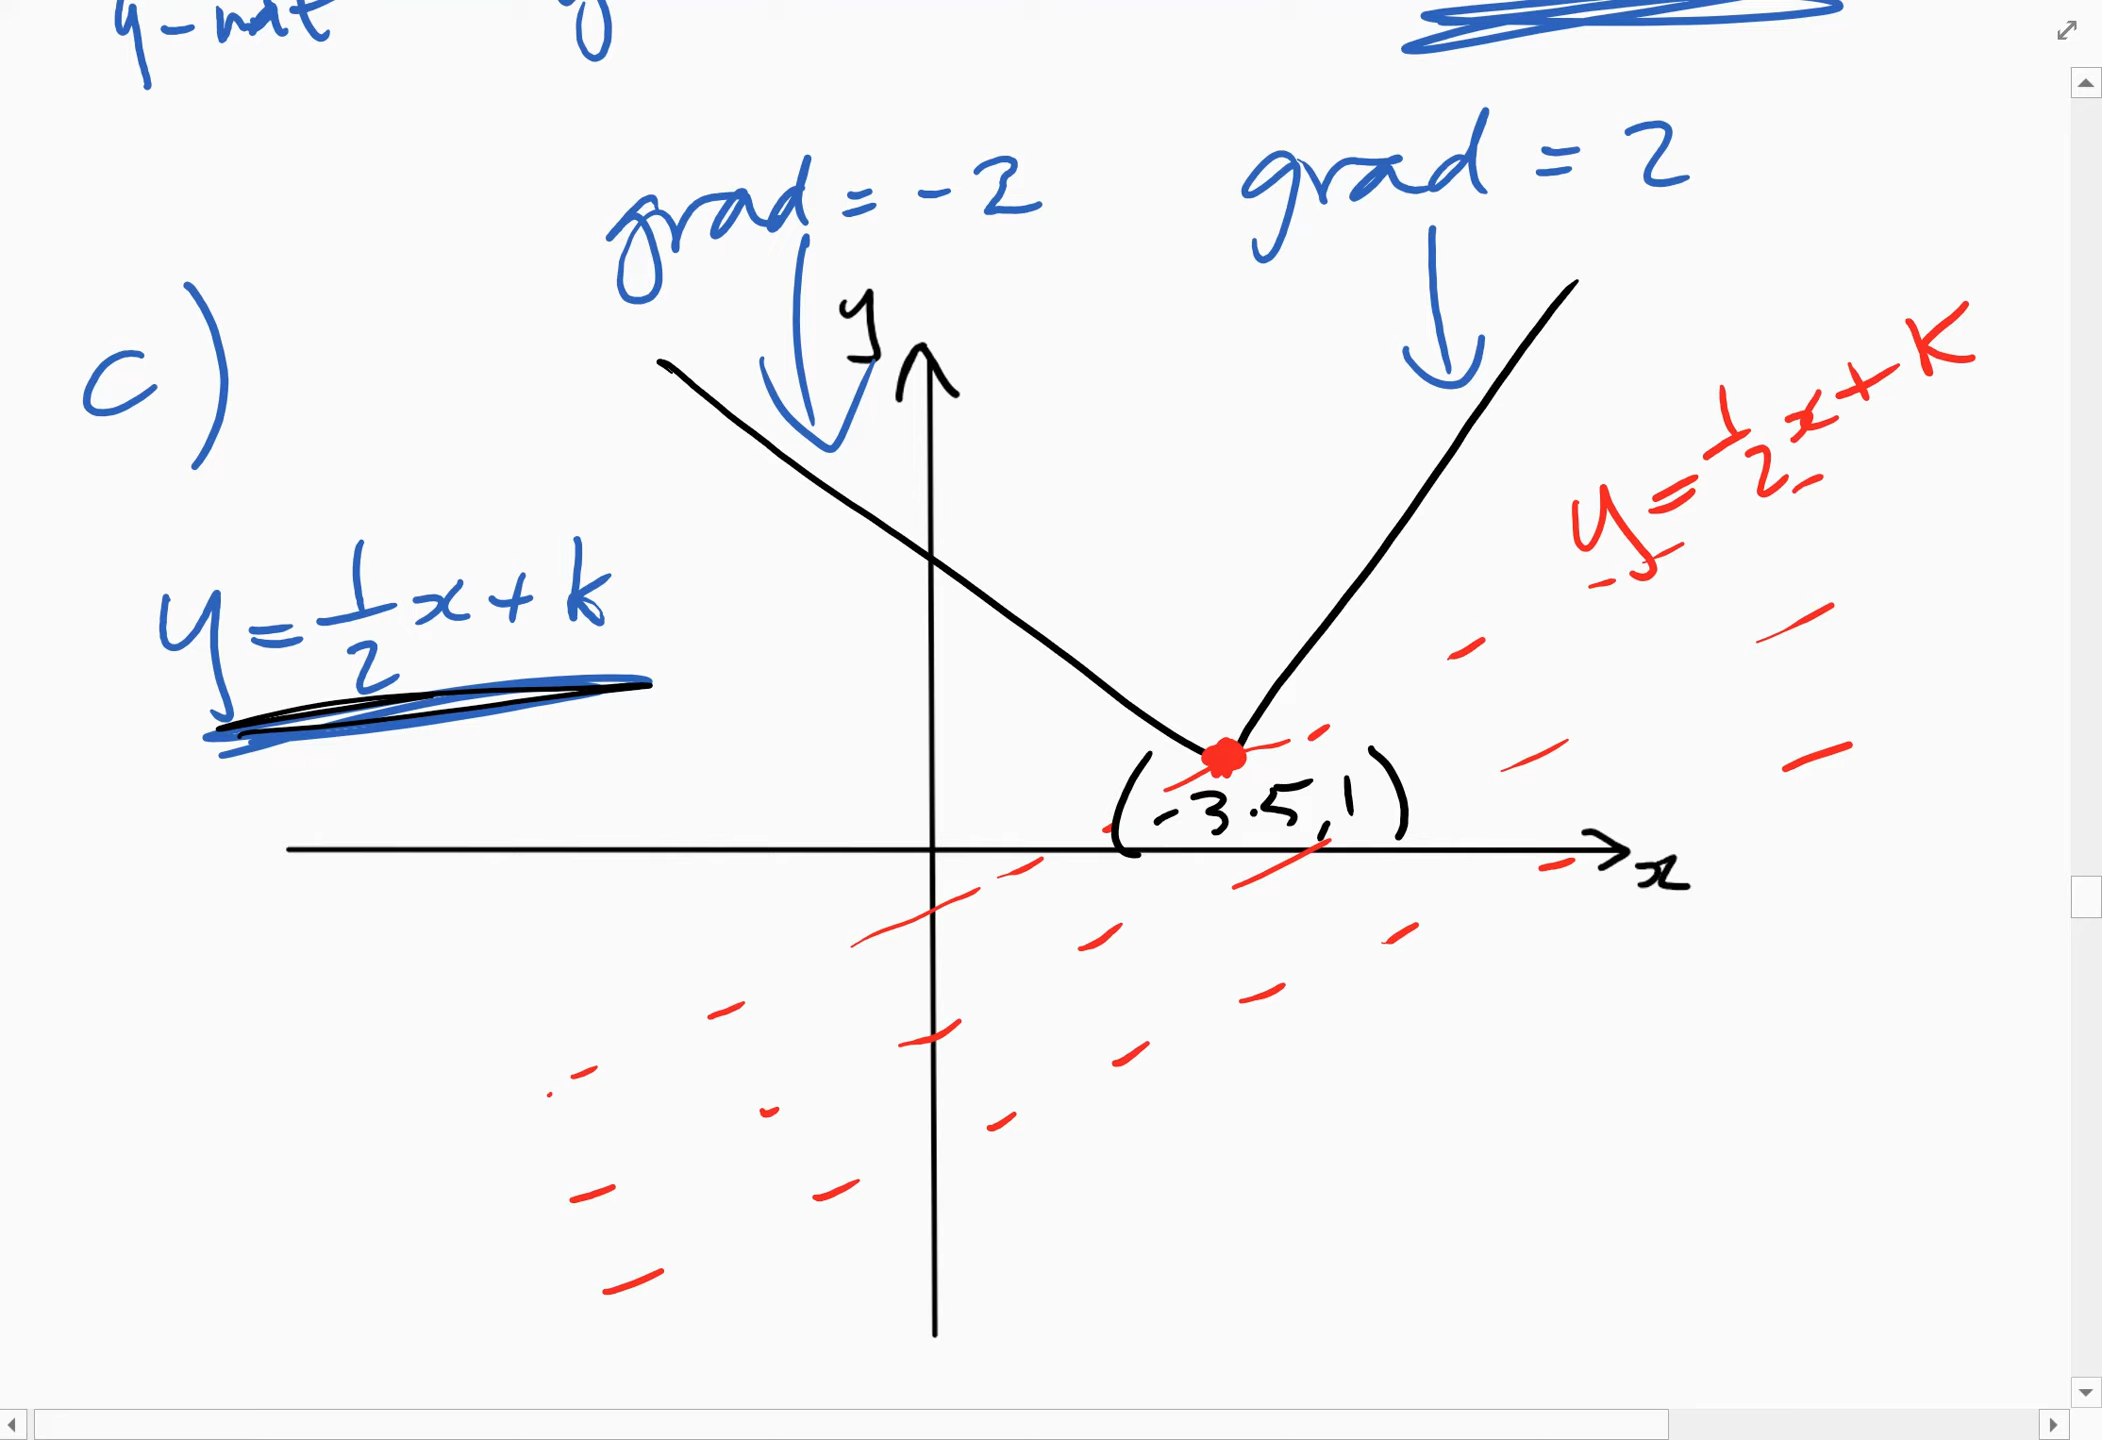 grad = -2
grad = 2
y
c)
y = 1/2 x + K
y = 1/2 x + k
(-3.5, 1)
x